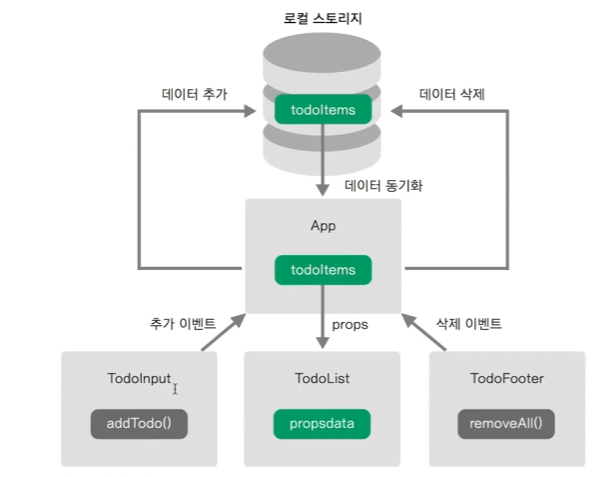 로컬 스토리지
데이터 추가
데이터 삭제
todoItems
데이터 동기화
App
todoItems
추가 이벤트
props
삭제 이벤트
TodoInput
TodoList
TodoFooter
addTodo()
propsdata
removeAll()